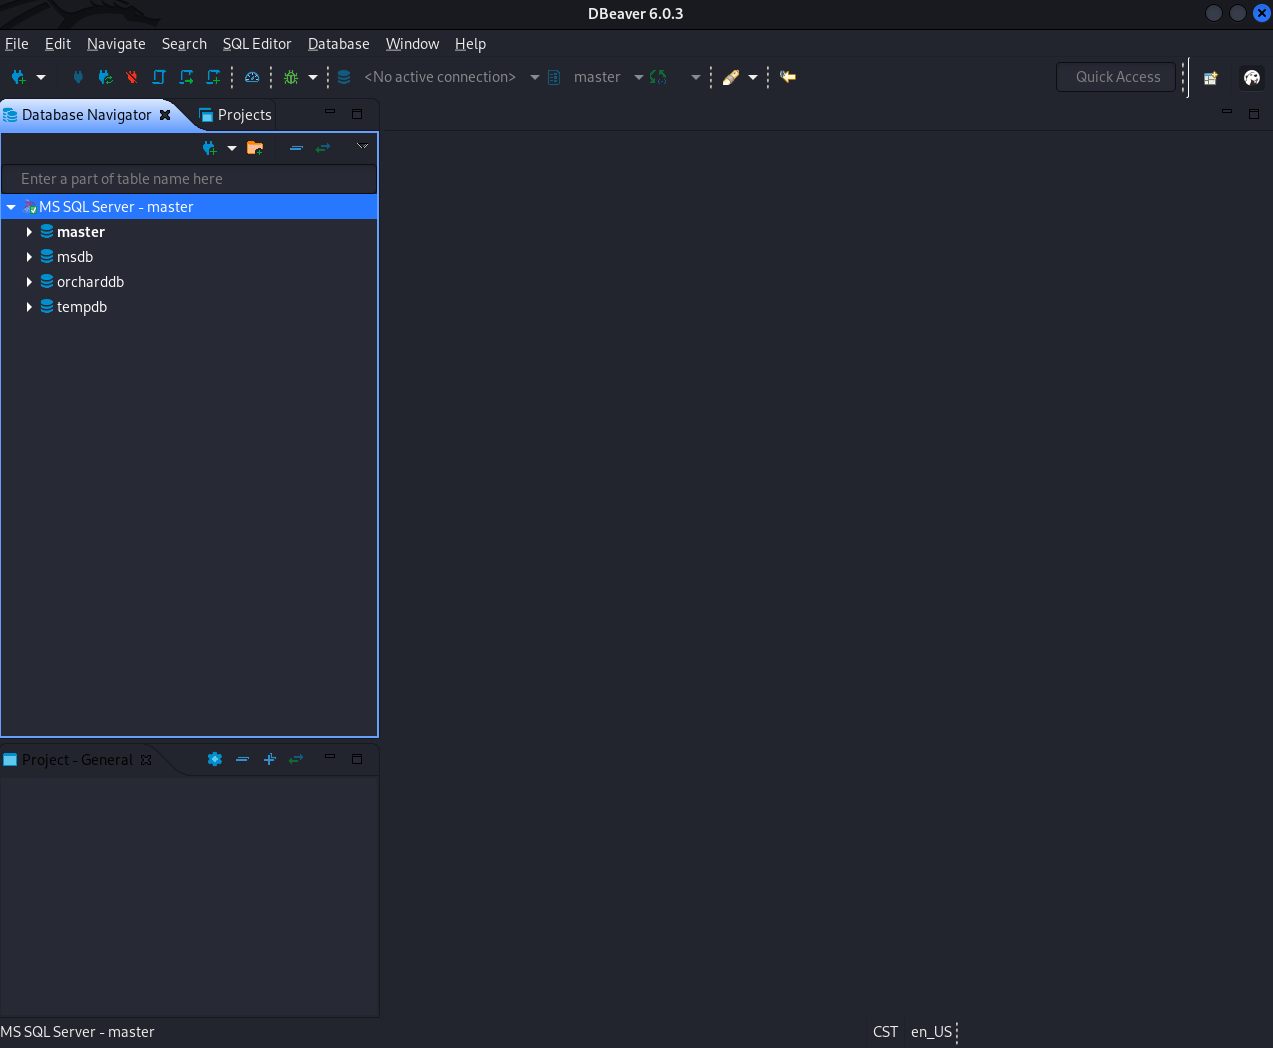 DBeaver 6.0.3
File Edit Navigate Search SQL Editor Database Window Help
<No active connection> master Quick Access
Database Navigator Projects
Enter a part of table name here
MS SQL Server - master
master
msdb
orcharddb
tempdb
Project - General
MS SQL Server - master CST en_US